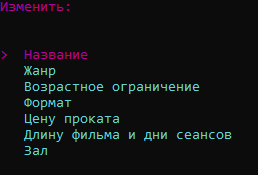 Изменить:
> Название
Жанр
Возрастное ограничение
Формат
Цену проката
Длину фильма и дни сеансов
Зал